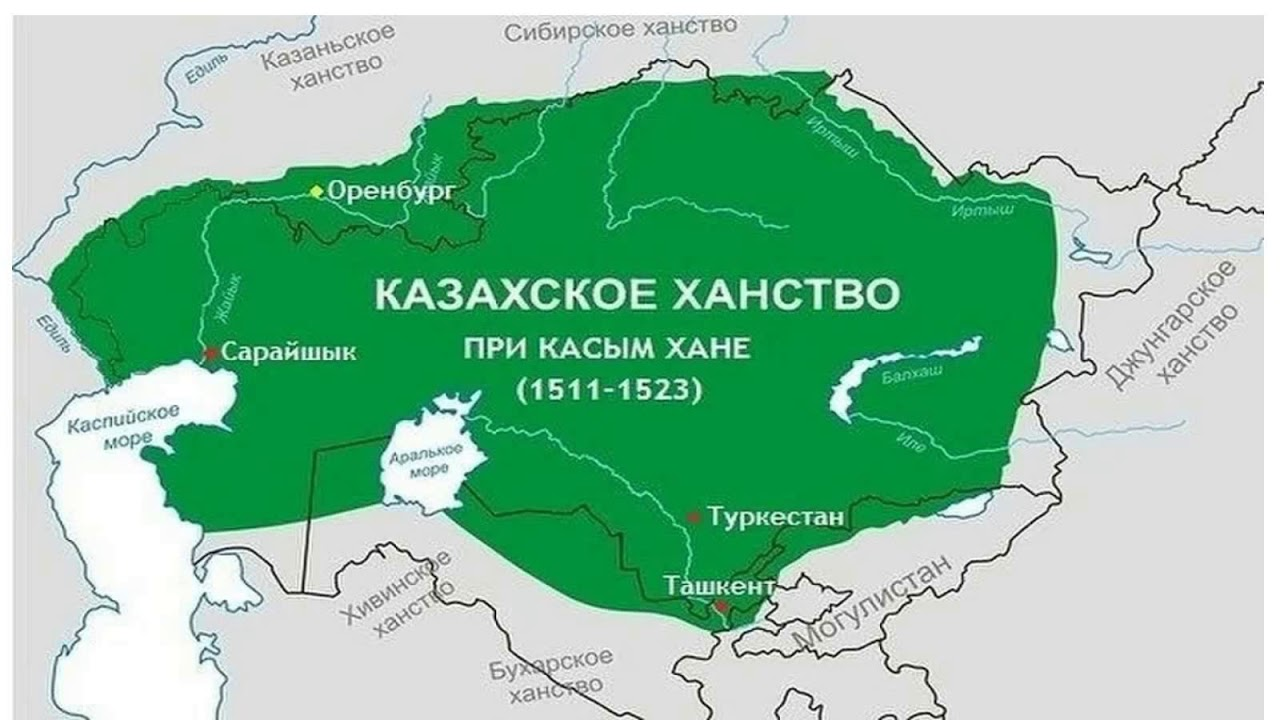 Сибирское ханство
Казаньское
ханство
Едиль
Иртыш
Жайык
Оренбург
Иртыш
Джунгарское
ханство
КАЗАХСКОЕ ХАНСТВО
Жайык
Едиль
ПРИ КАСЫМ ХАНЕ
Сарайшык
(1511-1523)
Балхаш
Каспийское
море
Иле
Аралькое
море
Туркестан
Ташкент
Хивинское
ханство
Могулистан
Бухарское
ханство